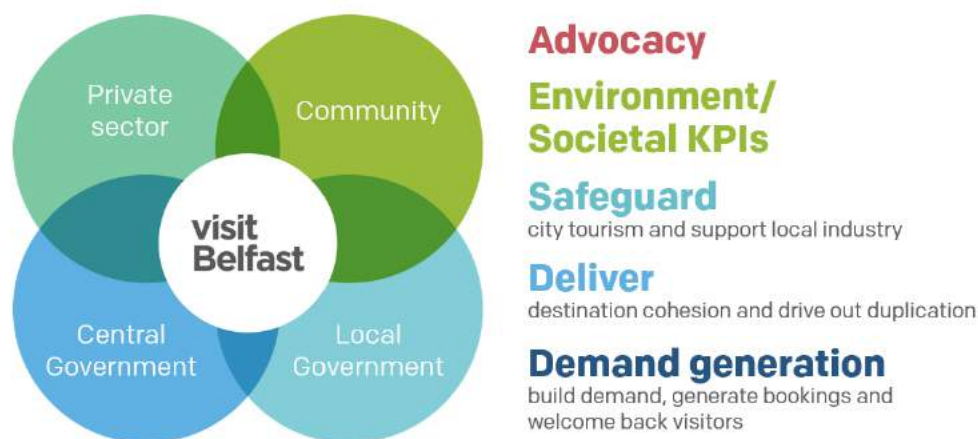 Private
sector
Community
visit
Belfast
Central
Government
Local
Government
Advocacy
Environment/
Societal KPIs
Safeguard
city tourism and support local industry
Deliver
destination cohesion and drive out duplication
Demand generation
build demand, generate bookings and
welcome back visitors